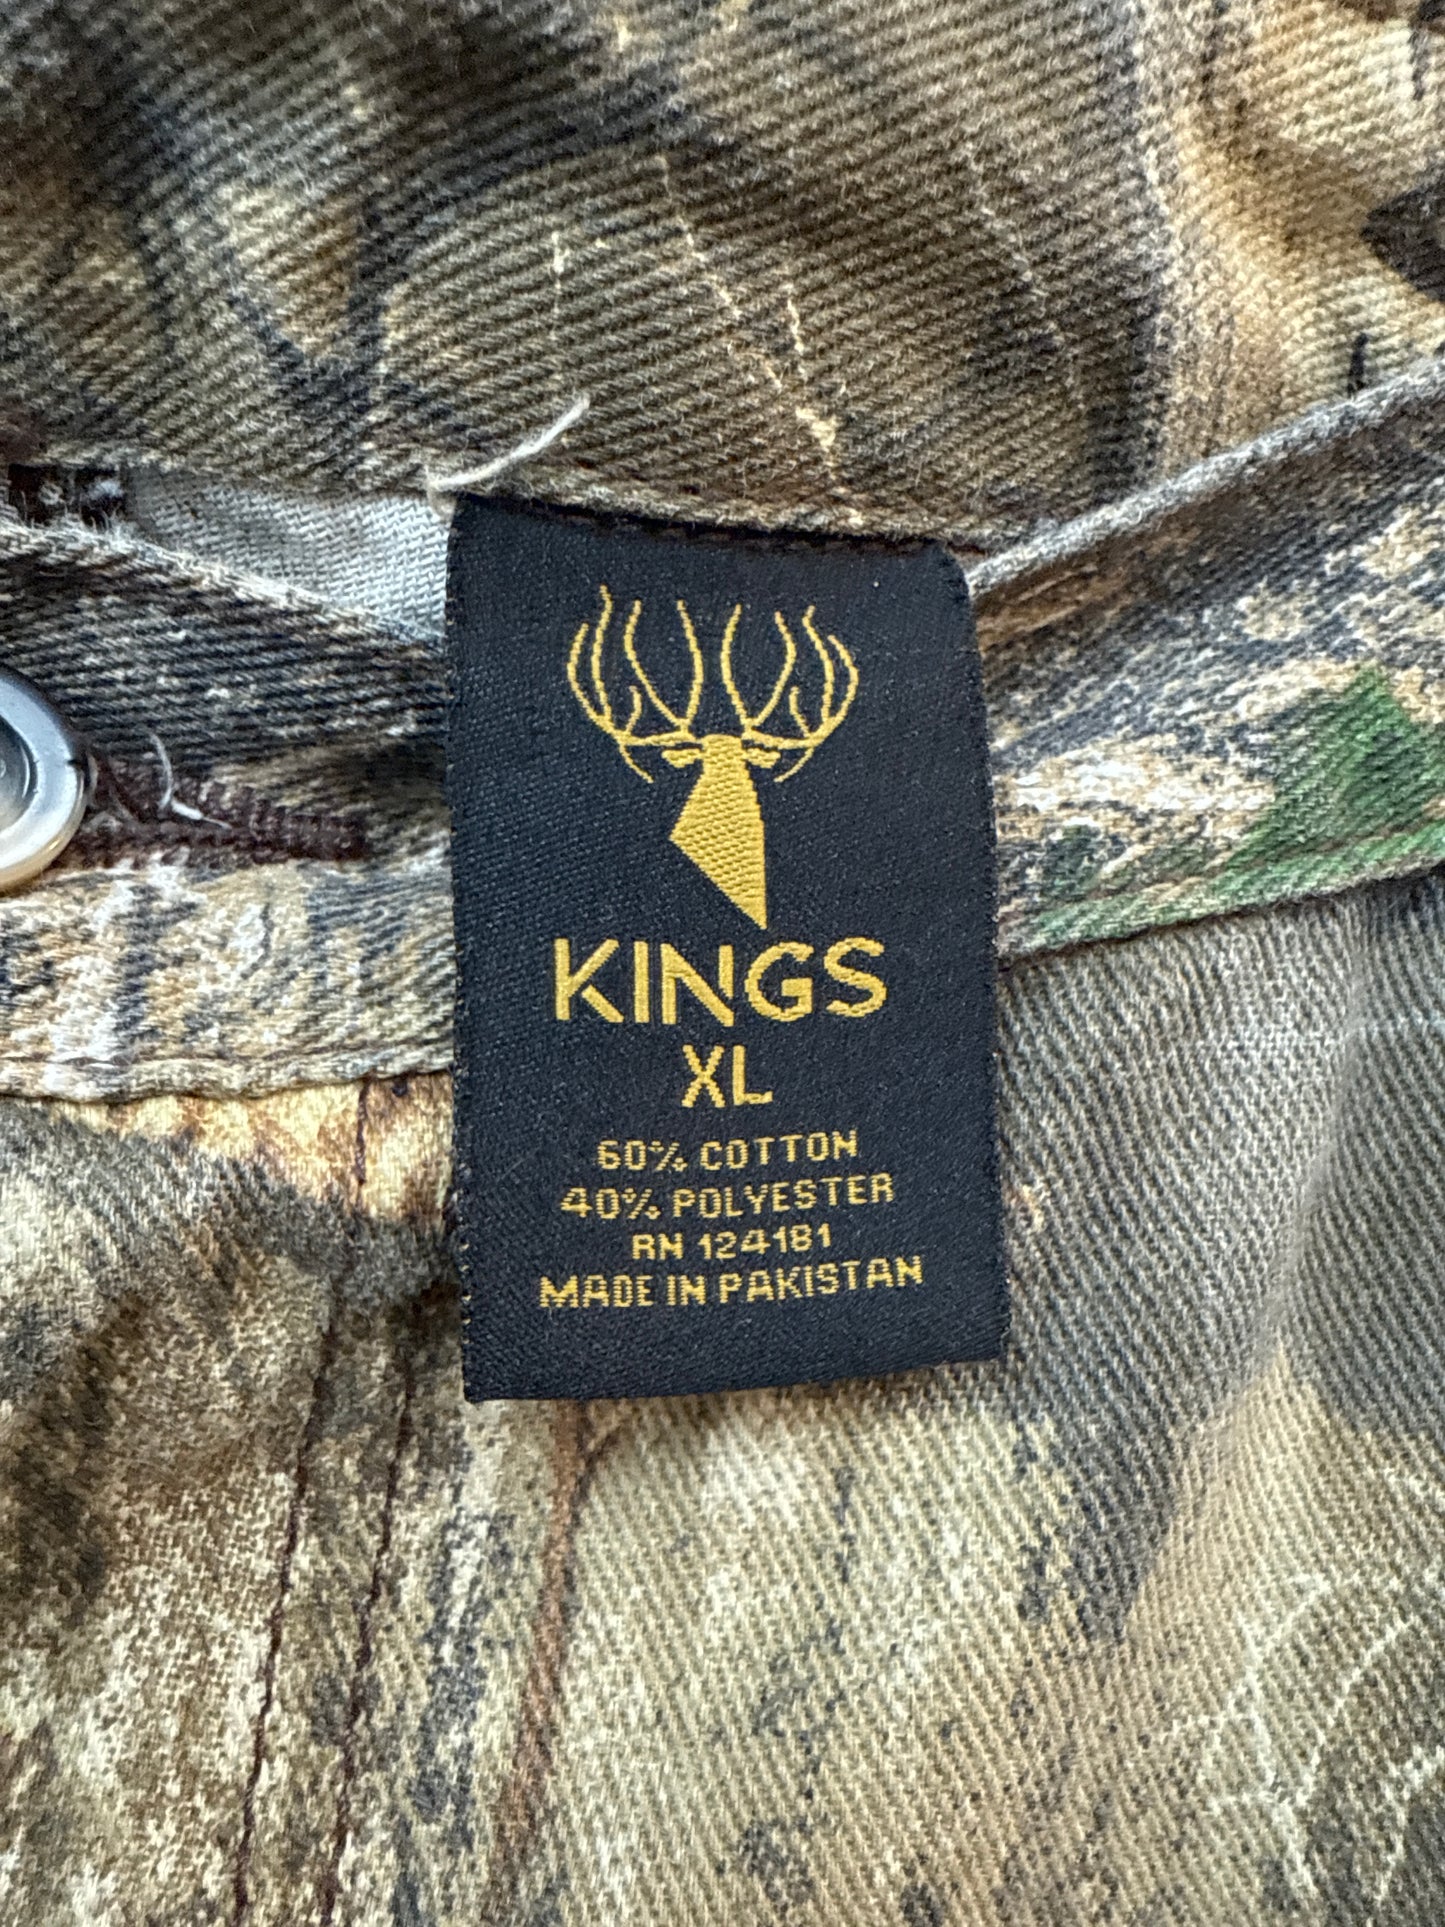 KINGS
XL
60% COTTON
40% POLYESTER
RN 124181
MADE IN PAKISTAN